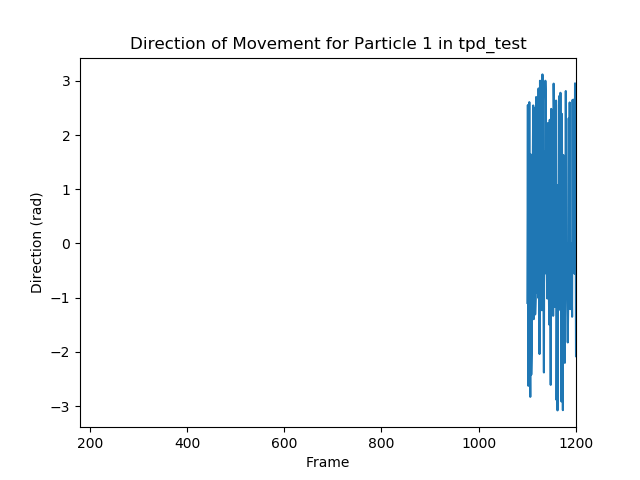 Direction of Movement for Particle 1 in tpd_test
3
2
1
0
−1
−2
−3
Direction (rad)
200 400 600 800 1000 1200
Frame